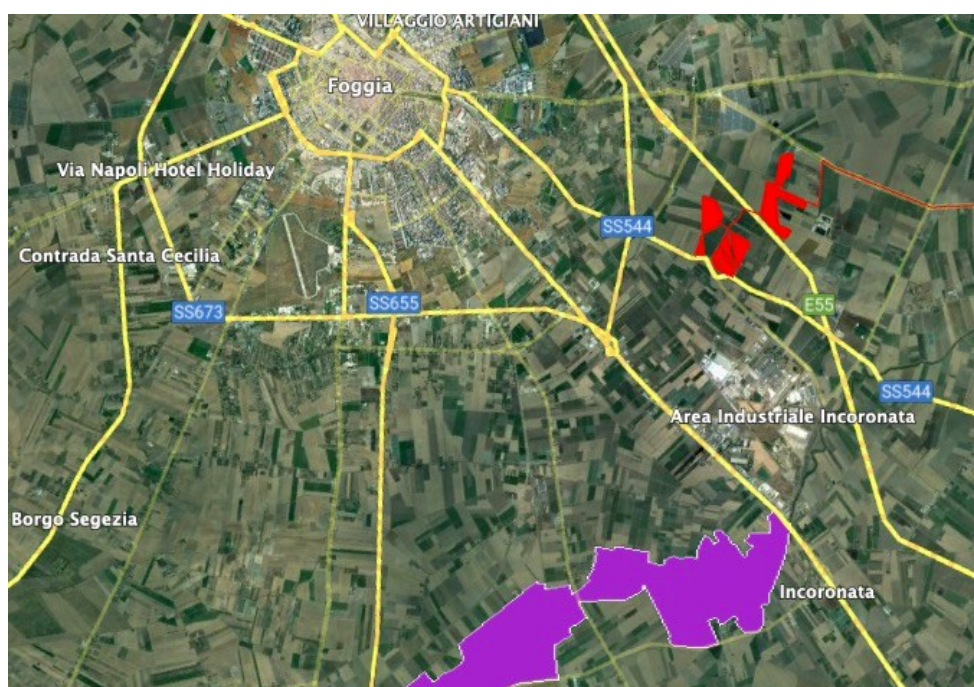 VILLAGGIO ARTIGIANI
Foggia
Via Napoli Hotel Holiday
SS544
Contrada Santa Cecilia
SS673
SS655
E55
SS544
Area Industriale Incoronata
Borgo Segezia
Incoronata